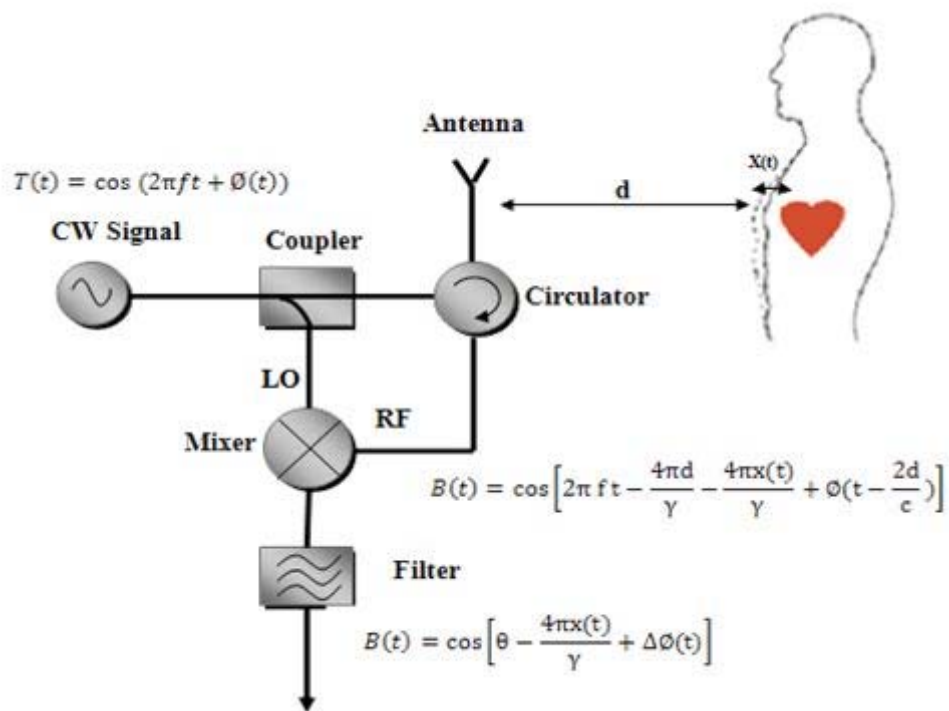 Antenna
X(t)
T(t) = cos (2πft + Ø(t))
d
CW Signal
Coupler
Circulator
LO
RF
Mixer
B(t) = cos[2π ft − 4πd/γ − 4πx(t)/γ + Ø(t − 2d/c)]
Filter
B(t) = cos[θ − 4πx(t)/γ + ΔØ(t)]